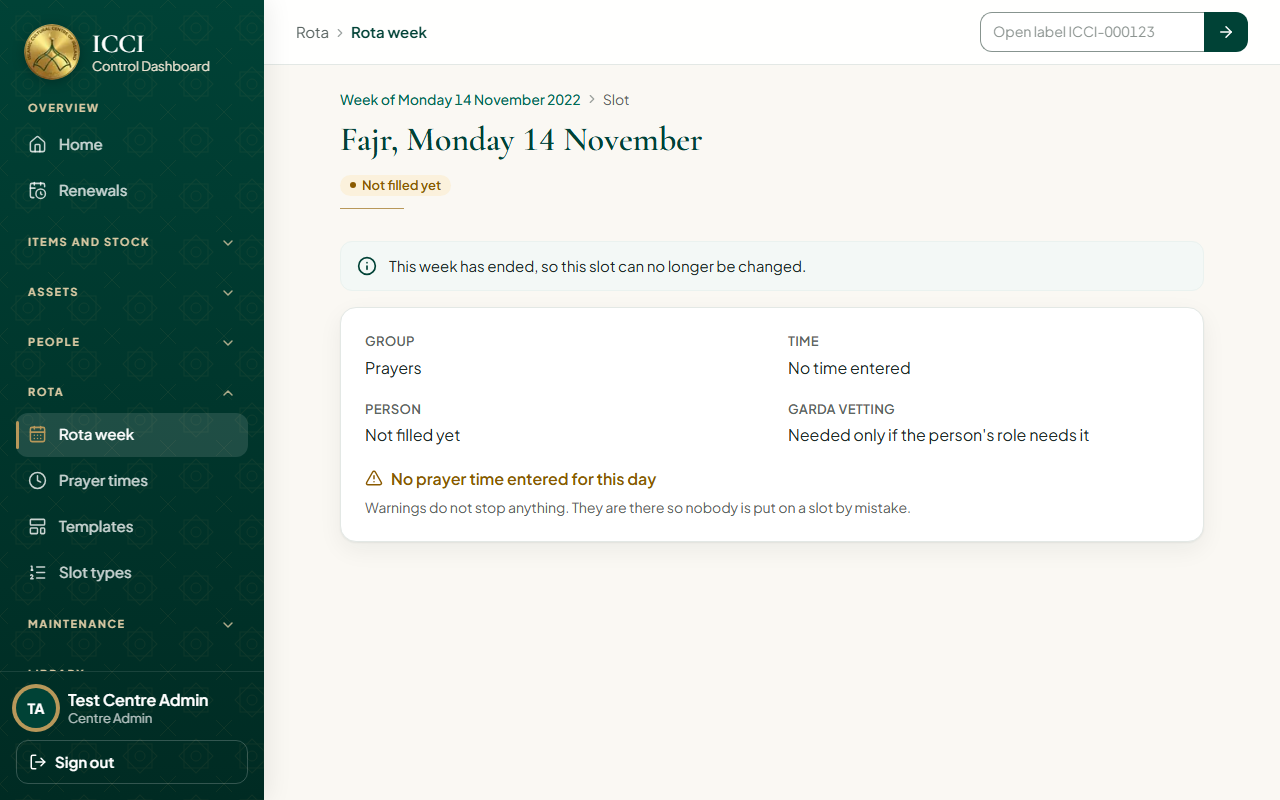 ICCI
Control Dashboard
OVERVIEW
Home
Renewals
ITEMS AND STOCK
ASSETS
PEOPLE
ROTA
Rota week
Prayer times
Templates
Slot types
MAINTENANCE
TA
Test Centre Admin
Centre Admin
Sign out
Rota > Rota week
Open label ICCI-000123
Week of Monday 14 November 2022 > Slot
Fajr, Monday 14 November
Not filled yet
This week has ended, so this slot can no longer be changed.
GROUP
Prayers
TIME
No time entered
PERSON
Not filled yet
GARDA VETTING
Needed only if the person's role needs it
No prayer time entered for this day
Warnings do not stop anything. They are there so nobody is put on a slot by mistake.